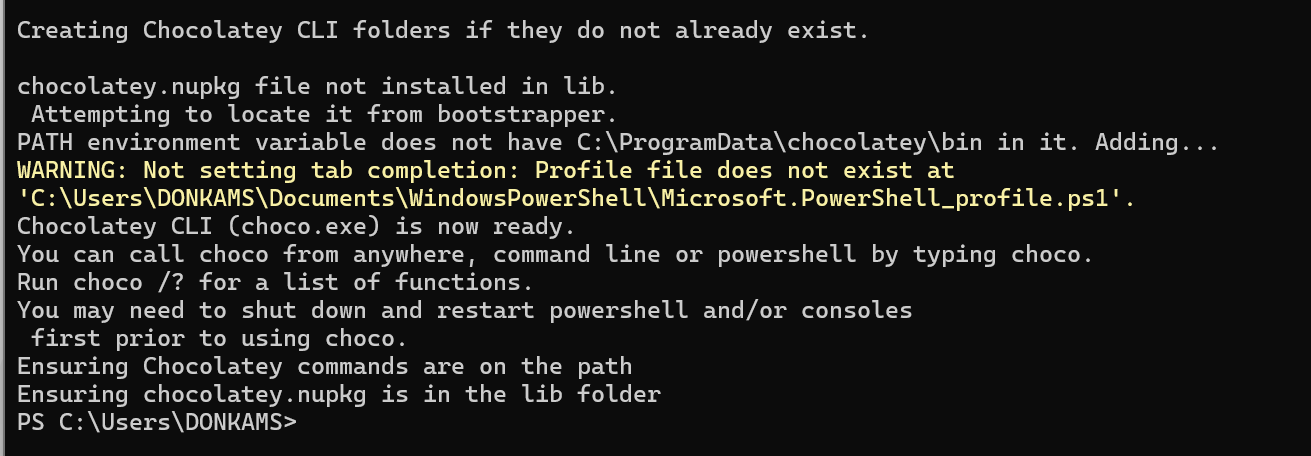 Creating Chocolatey CLI folders if they do not already exist.
chocolatey.nupkg file not installed in lib.
Attempting to locate it from bootstrapper.
PATH environment variable does not have C:\ProgramData\chocolatey\bin in it. Adding...
WARNING: Not setting tab completion: Profile file does not exist at
'C:\Users\DONKAMS\Documents\WindowsPowerShell\Microsoft.PowerShell_profile.ps1'.
Chocolatey CLI (choco.exe) is now ready.
You can call choco from anywhere, command line or powershell by typing choco.
Run choco /? for a list of functions.
You may need to shut down and restart powershell and/or consoles
first prior to using choco.
Ensuring Chocolatey commands are on the path
Ensuring chocolatey.nupkg is in the lib folder
PS C:\Users\DONKAMS>